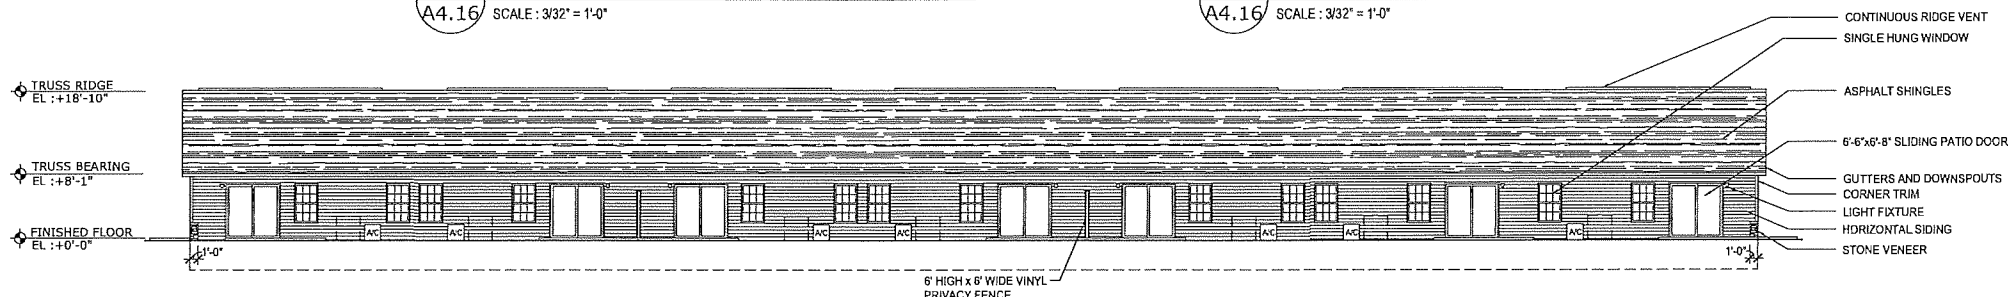 A4.16 SCALE : 3/32" = 1'-0"
A4.16 SCALE : 3/32" = 1'-0"
CONTINUOUS RIDGE VENT
SINGLE HUNG WINDOW
TRUSS RIDGE
EL :+18'-10"
ASPHALT SHINGLES
6'-6"x6'-8" SLIDING PATIO DOOR
TRUSS BEARING
EL :+8'-1"
GUTTERS AND DOWNSPOUTS
CORNER TRIM
LIGHT FIXTURE
HORIZONTAL SIDING
STONE VENEER
FINISHED FLOOR
EL :+0'-0"
A/C
A/C
A/C
A/C
A/C
A/C
A/C
1'-0"
1'-0"
6' HIGH x 6' WIDE VINYL
PRIVACY FENCE